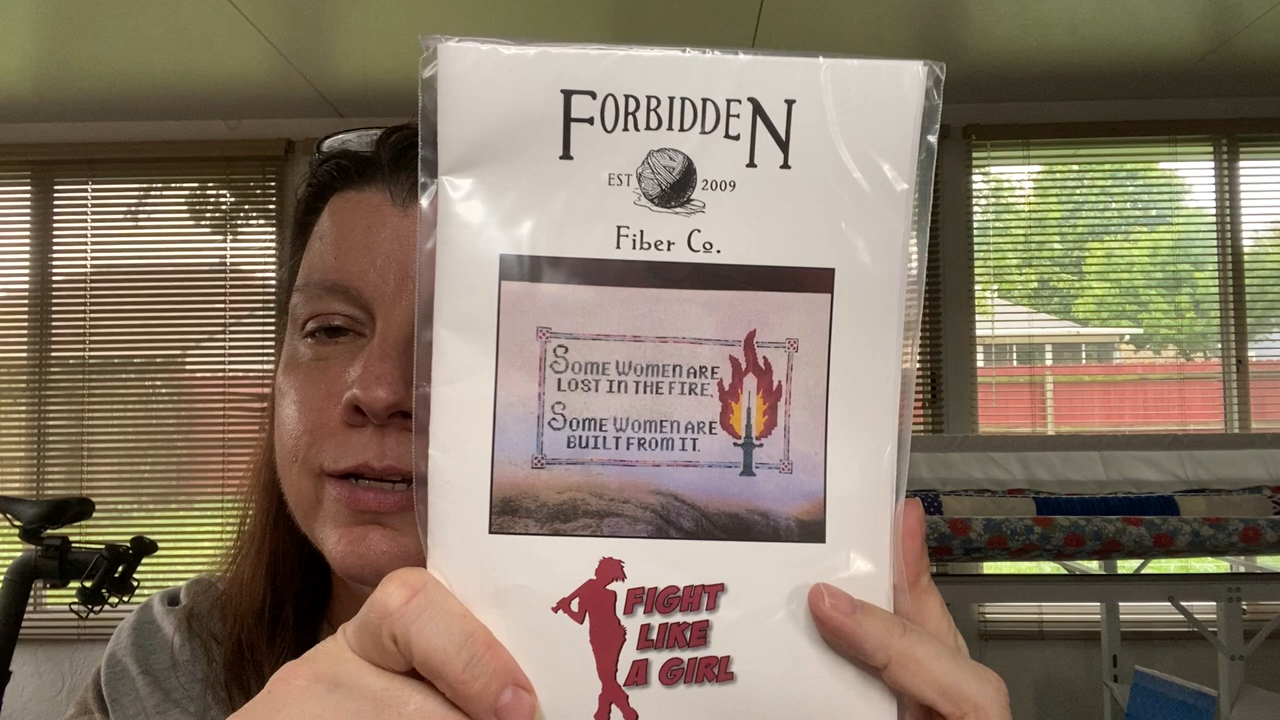 FORBIDDEN
EST 2009
Fiber Co.
SOME WOMEN ARE
LOST IN THE FIRE,
SOME WOMEN ARE
BUILT FROM IT.
FIGHT
LIKE
A GIRL